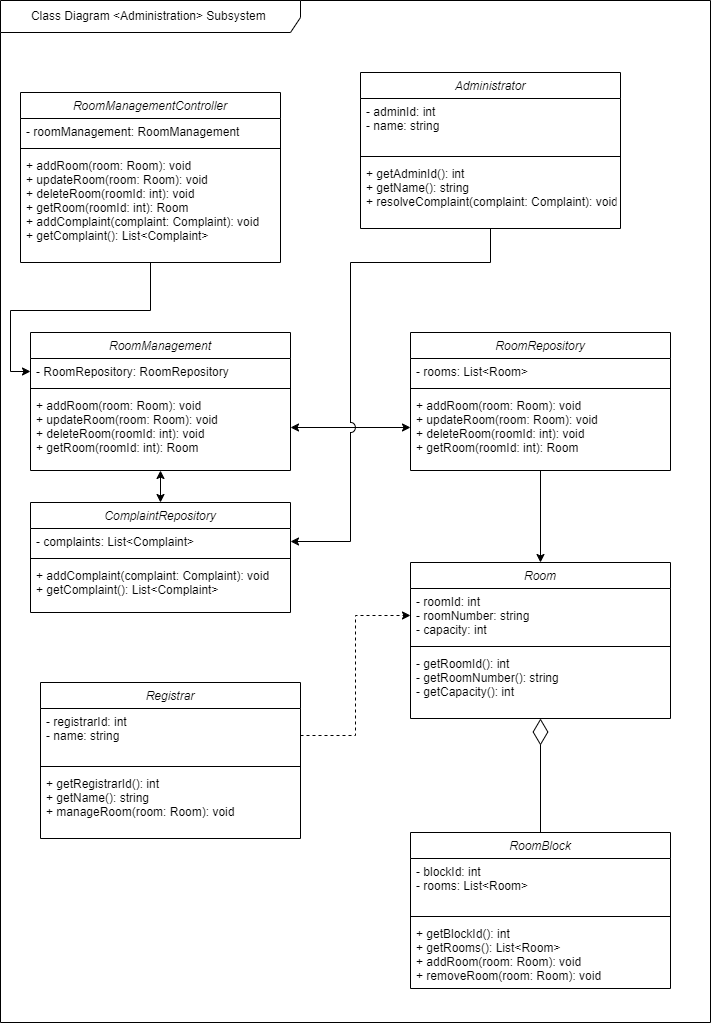 Class Diagram <Administration> Subsystem
RoomManagementController
- roomManagement: RoomManagement
+ addRoom(room: Room): void
+ updateRoom(room: Room): void
+ deleteRoom(roomId: int): void
+ getRoom(roomId: int): Room
+ addComplaint(complaint: Complaint): void
+ getComplaint(): List<Complaint>
Administrator
- adminId: int
- name: string
+ getAdminId(): int
+ getName(): string
+ resolveComplaint(complaint: Complaint): void
RoomManagement
- RoomRepository: RoomRepository
+ addRoom(room: Room): void
+ updateRoom(room: Room): void
+ deleteRoom(roomId: int): void
+ getRoom(roomId: int): Room
RoomRepository
- rooms: List<Room>
+ addRoom(room: Room): void
+ updateRoom(room: Room): void
+ deleteRoom(roomId: int): void
+ getRoom(roomId: int): Room
ComplaintRepository
- complaints: List<Complaint>
+ addComplaint(complaint: Complaint): void
+ getComplaint(): List<Complaint>
Room
- roomId: int
- roomNumber: string
- capacity: int
- getRoomId(): int
- getRoomNumber(): string
- getCapacity(): int
Registrar
- registrarId: int
- name: string
+ getRegistrarId(): int
+ getName(): string
+ manageRoom(room: Room): void
RoomBlock
- blockId: int
- rooms: List<Room>
+ getBlockId(): int
+ getRooms(): List<Room>
+ addRoom(room: Room): void
+ removeRoom(room: Room): void